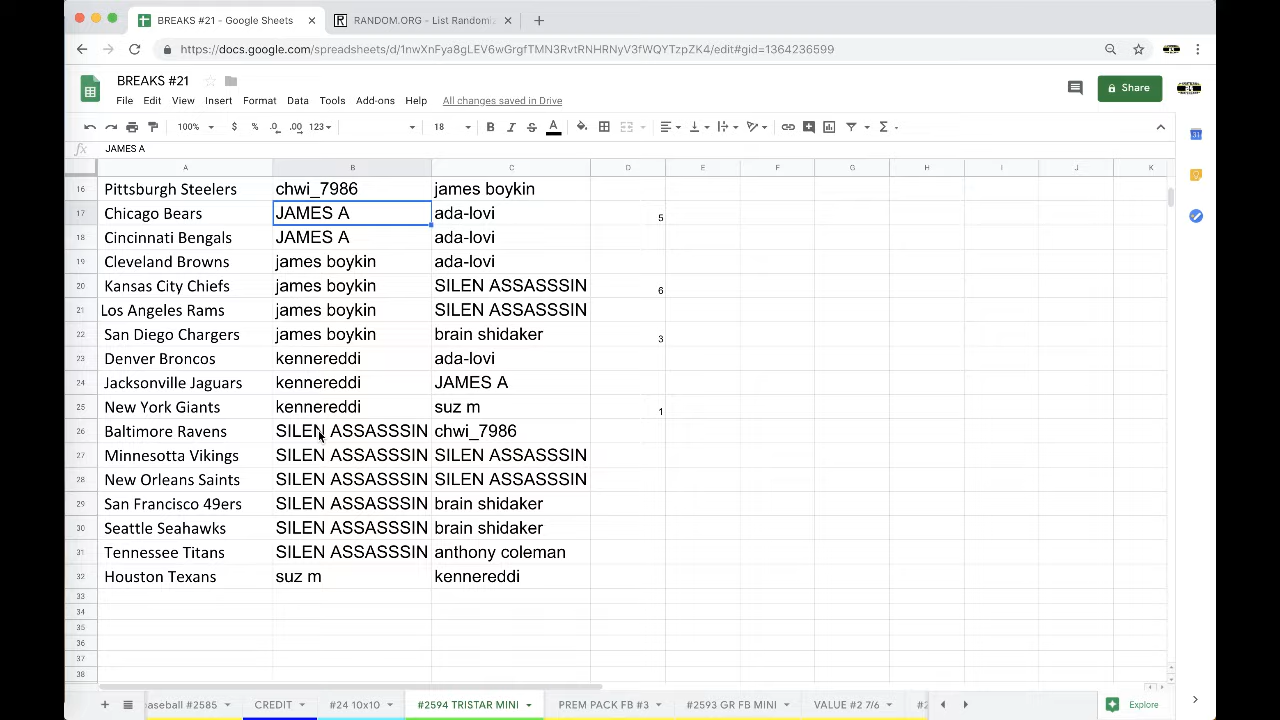 BREAKS #21 - Google Sheets
RANDOM.ORG - List Randomi
https://docs.google.com/spreadsheets/d/1nwXnFya8gLEV6wGrgfTMN3RvtRNHRNyV3fWQYTzpZK4/edit#gid=1364238599
BREAKS #21
File Edit View Insert Format Data Tools Add-ons Help All changes saved in Drive
Share
100% $ % .0 .00 123 18 B I S A
fx JAMES A
A B C D E F G H I J K
16 Pittsburgh Steelers chwi_7986 james boykin
17 Chicago Bears JAMES A ada-lovi 5
18 Cincinnati Bengals JAMES A ada-lovi
19 Cleveland Browns james boykin ada-lovi
20 Kansas City Chiefs james boykin SILEN ASSASSSIN 6
21 Los Angeles Rams james boykin SILEN ASSASSSIN
22 San Diego Chargers james boykin brain shidaker 3
23 Denver Broncos kennereddi ada-lovi
24 Jacksonville Jaguars kennereddi JAMES A
25 New York Giants kennereddi suz m 1
26 Baltimore Ravens SILEN ASSASSSIN chwi_7986
27 Minnesotta Vikings SILEN ASSASSSIN SILEN ASSASSSIN
28 New Orleans Saints SILEN ASSASSSIN SILEN ASSASSSIN
29 San Francisco 49ers SILEN ASSASSSIN brain shidaker
30 Seattle Seahawks SILEN ASSASSSIN brain shidaker
31 Tennessee Titans SILEN ASSASSSIN anthony coleman
32 Houston Texans suz m kennereddi
33
34
35
36
37
38
aseball #2585 CREDIT #24 10x10 #2594 TRISTAR MINI PREM PACK FB #3 #2593 GR FB MINI VALUE#2 7/6 #2 Explore